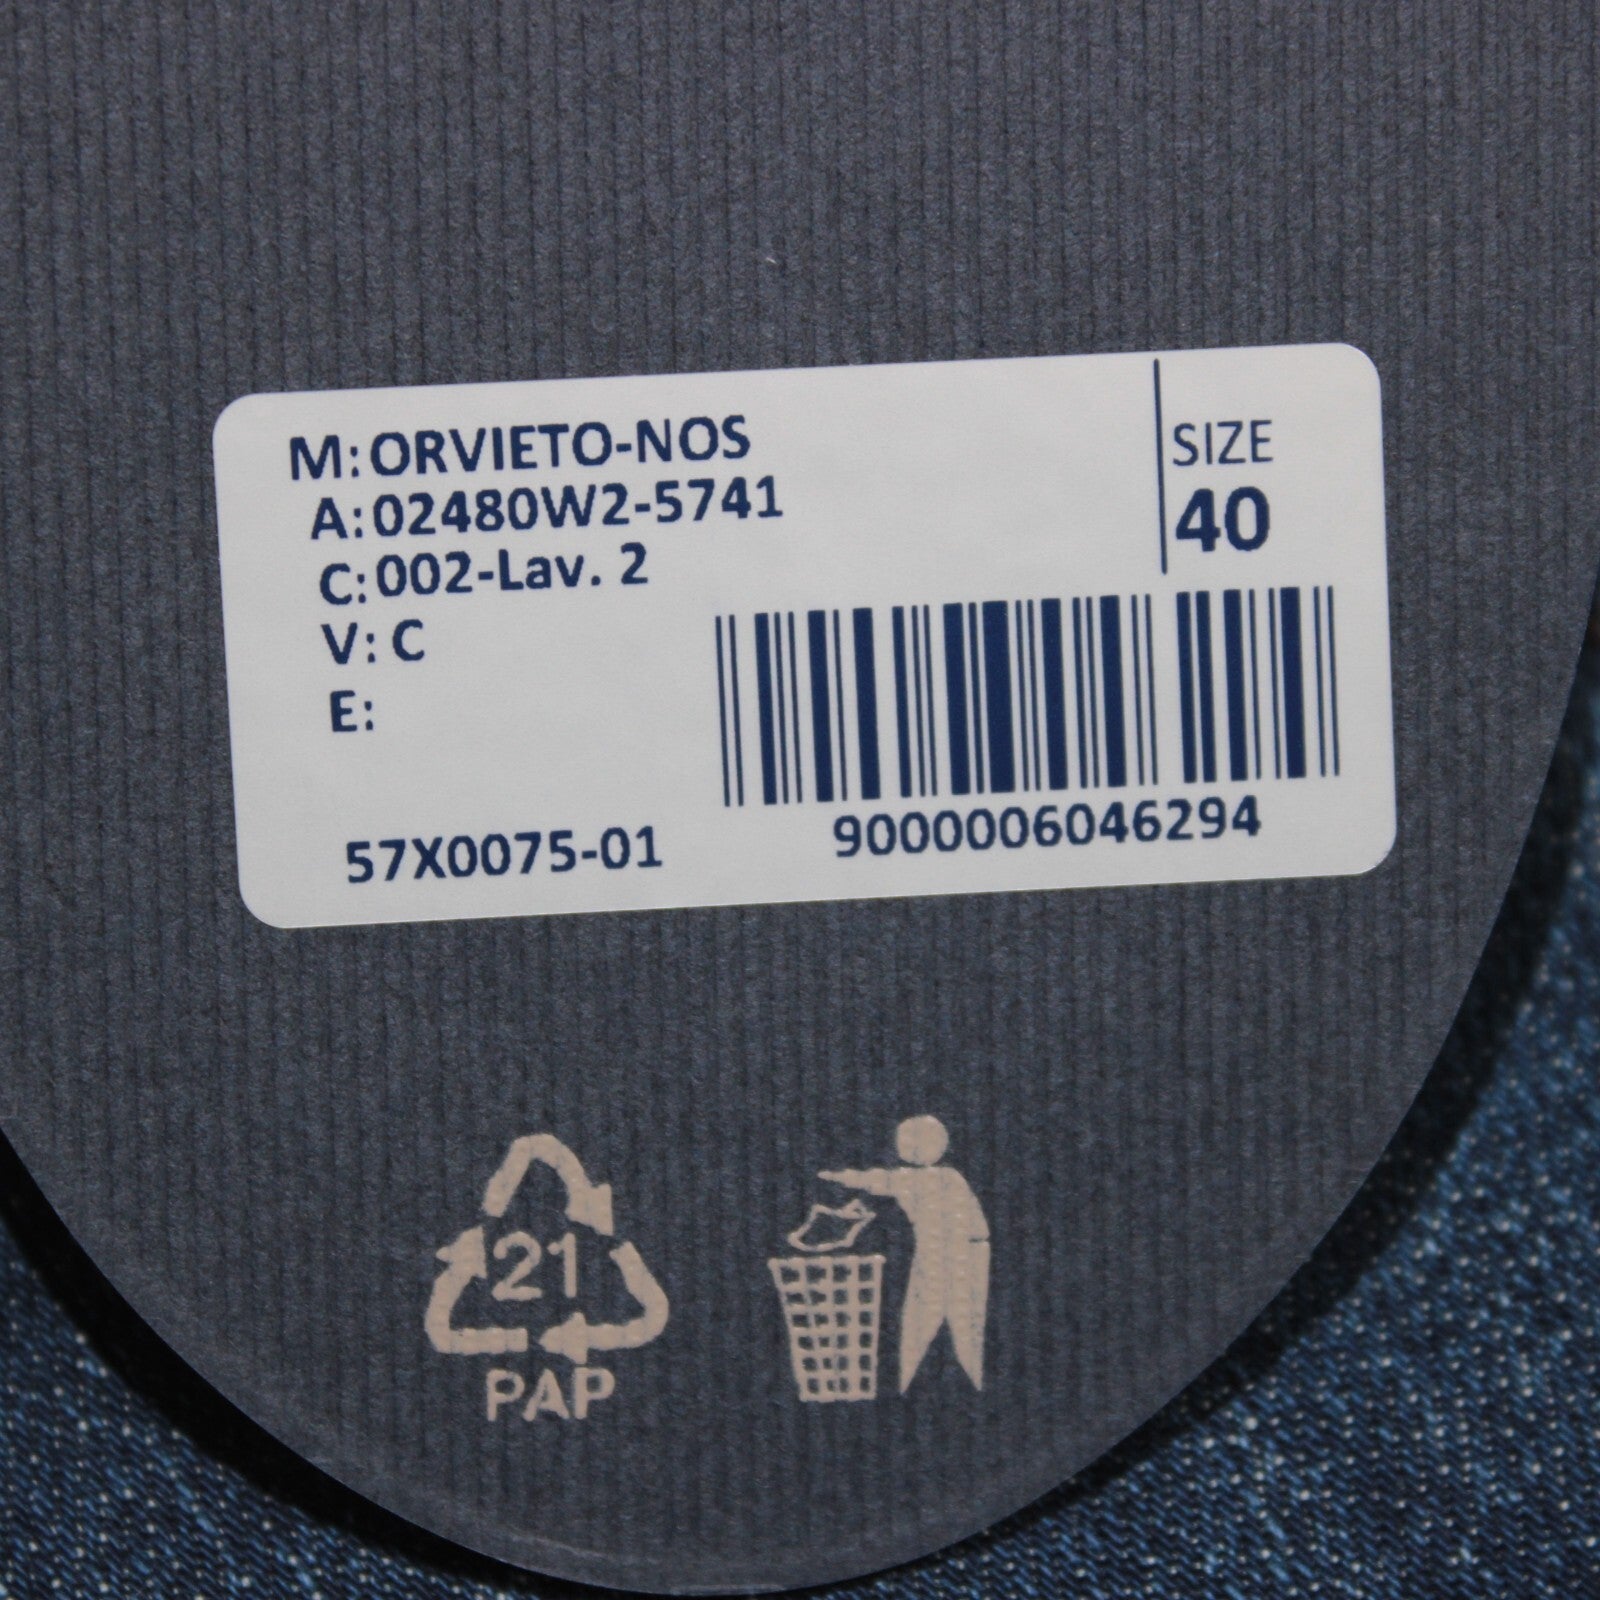 M: ORVIETO-NOS
A: 02480W2-5741
C: 002-Lav. 2
V: C
E:
SIZE
40
57X0075-01
9000006046294
21
PAP